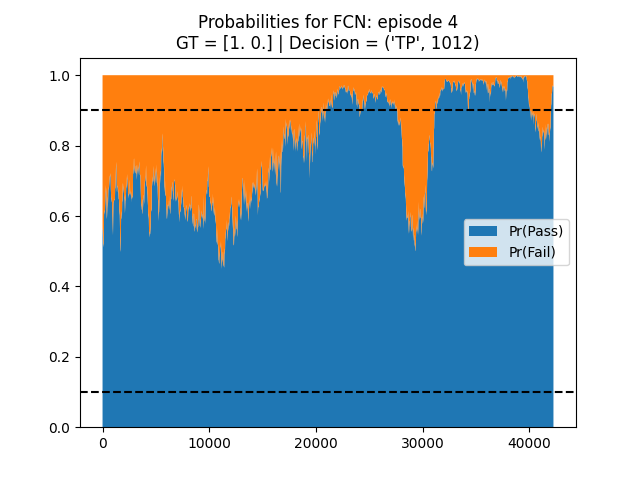 Probabilities for FCN: episode 4
GT = [1. 0.] | Decision = ('TP', 1012)
1.0
0.8
0.6
0.4
0.2
0.0
Pr(Pass)
Pr(Fail)
0
10000
20000
30000
40000